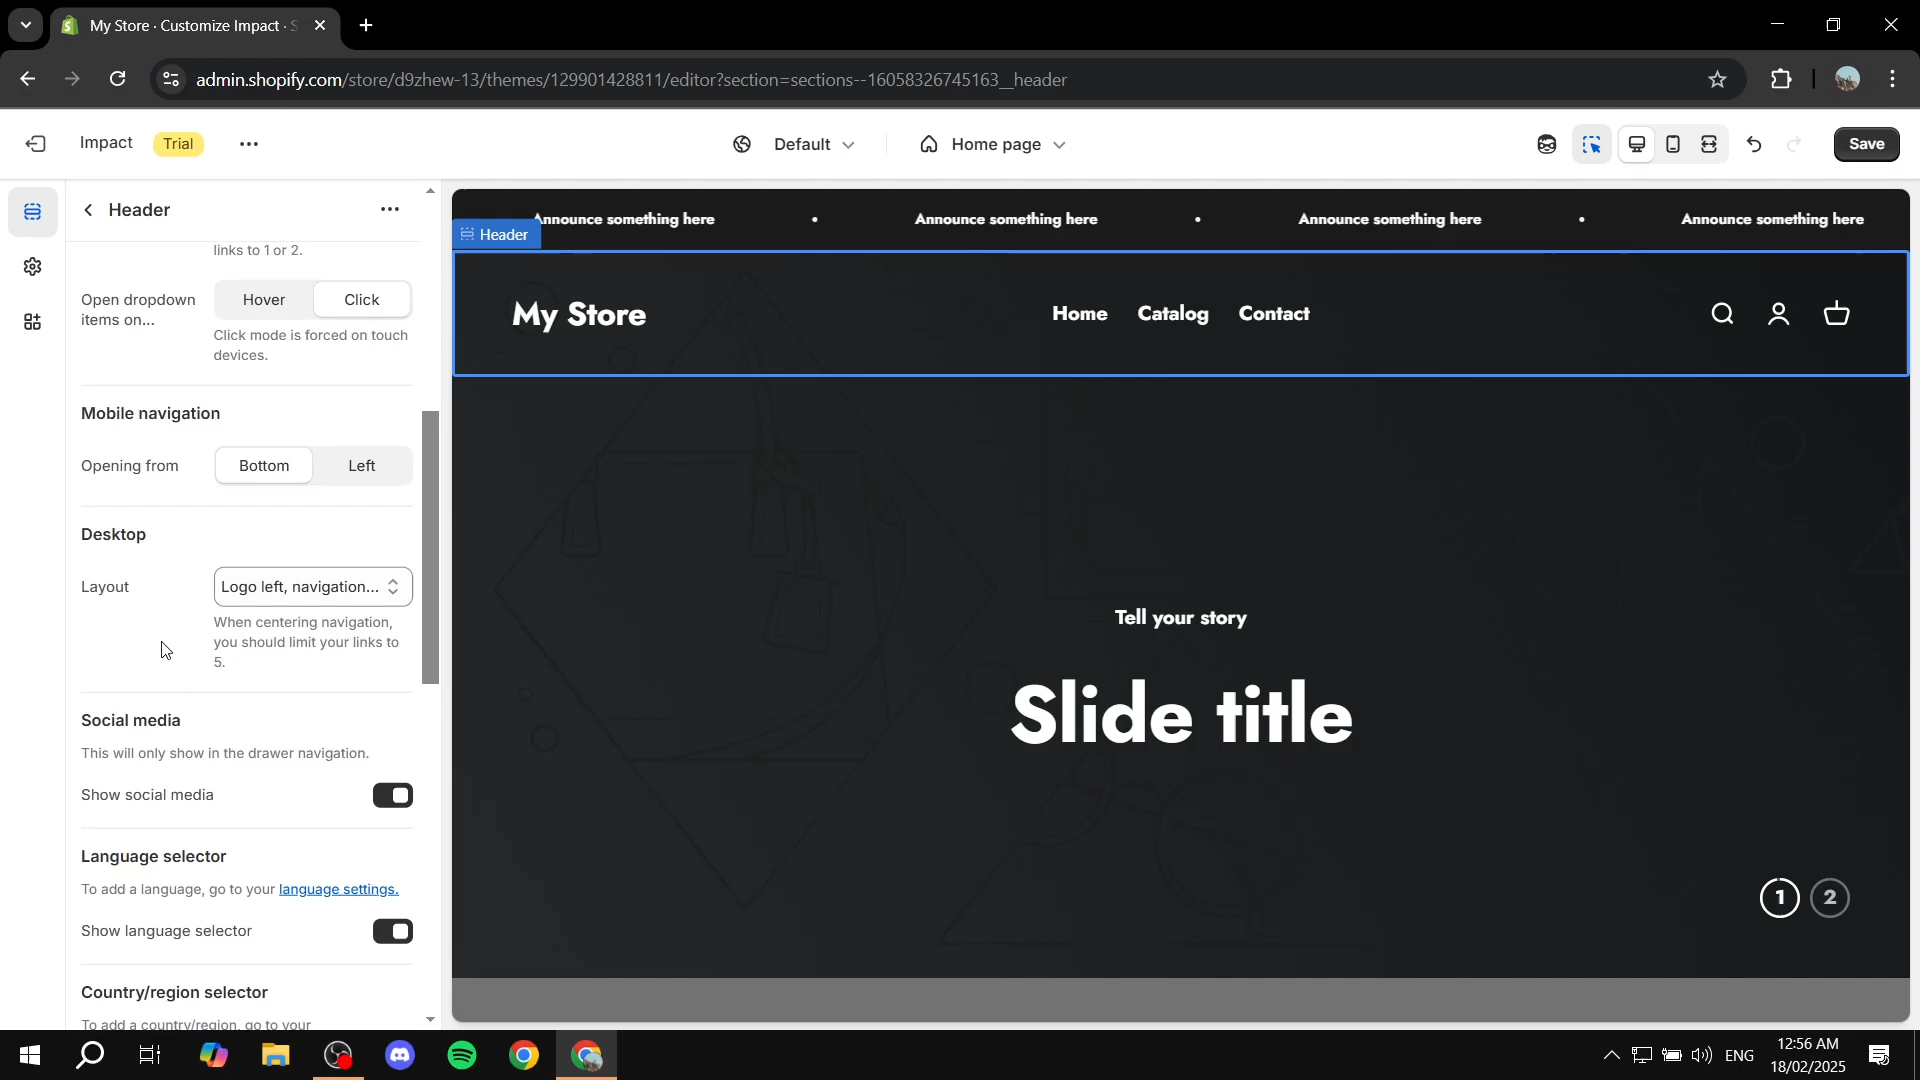 My Store · Customize Impact · S
admin.shopify.com/store/d9zhew-13/themes/129901428811/editor?section=sections--16058326745163__header
Impact
Trial
Default
Home page
Save
Header
links to 1 or 2.
Open dropdown
items on...
Hover
Click
Click mode is forced on touch
devices.
Mobile navigation
Opening from
Bottom
Left
Desktop
Layout
Logo left, navigation...
When centering navigation,
you should limit your links to
5.
Social media
This will only show in the drawer navigation.
Show social media
Language selector
To add a language, go to your language settings.
Show language selector
Country/region selector
To add a country/region, go to your
Announce something here • Announce something here • Announce something here • Announce something here
Header
My Store
Home
Catalog
Contact
Tell your story
Slide title
1
2
ENG
12:56 AM
18/02/2025